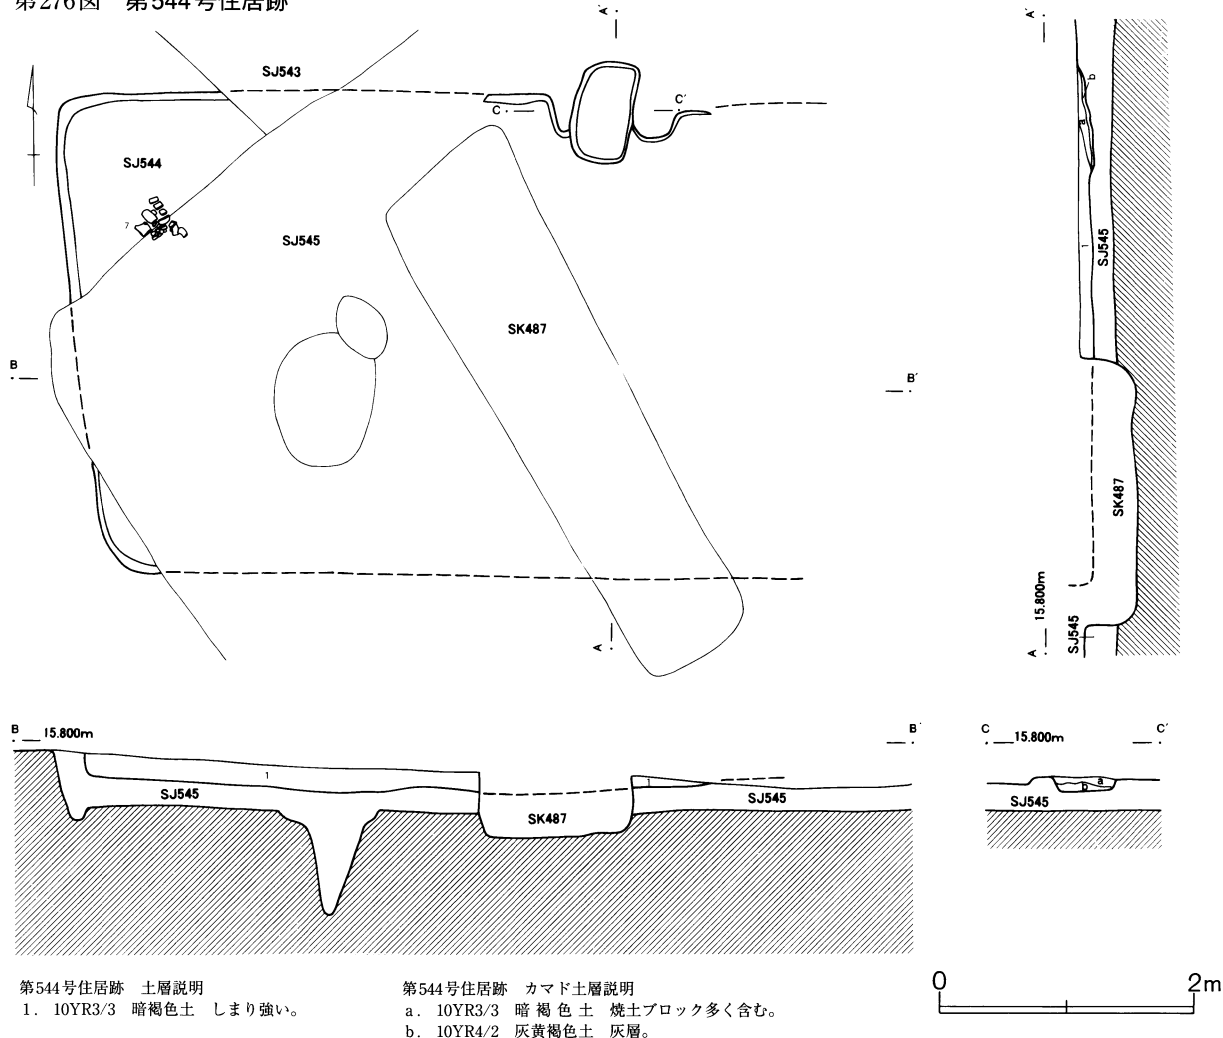 第276図 第544号住居跡
A´
A´
SJ543
C
C´
b
a
SJ544
7
SJ545
1
SJ545
SK487
B
B´
SK487
15.800m
A
A
SJ545
B 15.800m
B´
C 15.800m
C´
1
1
a
b
SJ545
SK487
SJ545
SJ545
第544号住居跡 土層説明
1. 10YR3/3 暗褐色土 しまり強い。
第544号住居跡 カマド土層説明
a. 10YR3/3 暗褐色土 焼土ブロック多く含む。
b. 10YR4/2 灰黄褐色土 灰層。
0 2m